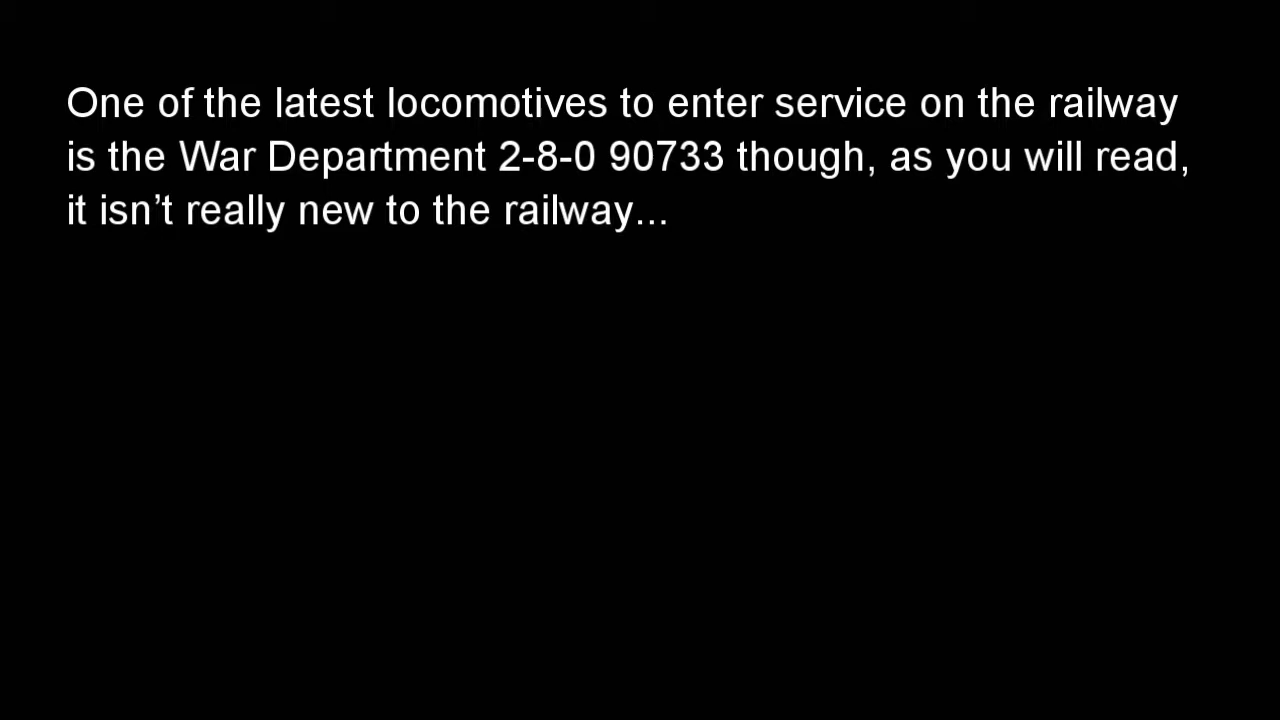 One of the latest locomotives to enter service on the railway
is the War Department 2-8-0 90733 though, as you will read,
it isn’t really new to the railway...